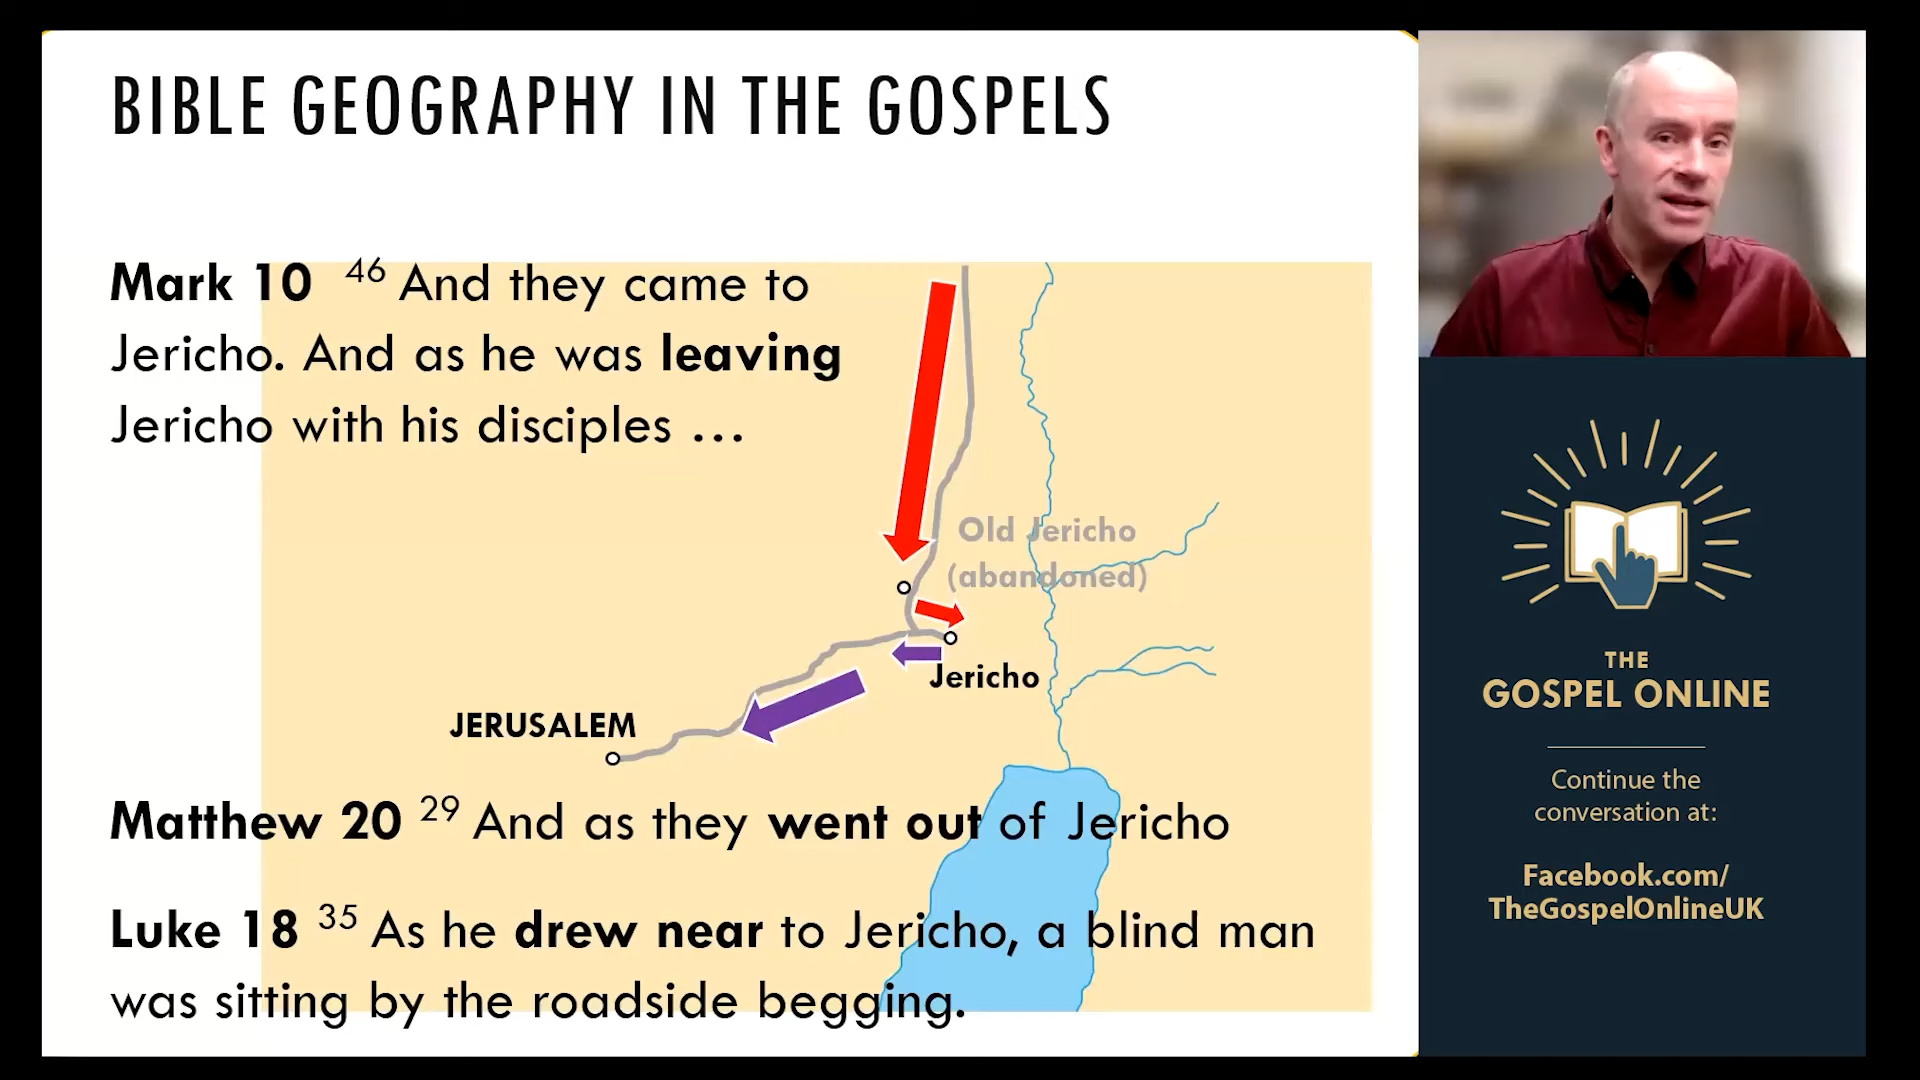 BIBLE GEOGRAPHY IN THE GOSPELS
Mark 10 46 And they came to
Jericho. And as he was leaving
Jericho with his disciples …
Old Jericho
(abandoned)
Jericho
JERUSALEM
Matthew 20 29 And as they went out of Jericho
Luke 18 35 As he drew near to Jericho, a blind man
was sitting by the roadside begging.
THE
GOSPEL ONLINE
Continue the
conversation at:
Facebook.com/
TheGospelOnlineUK